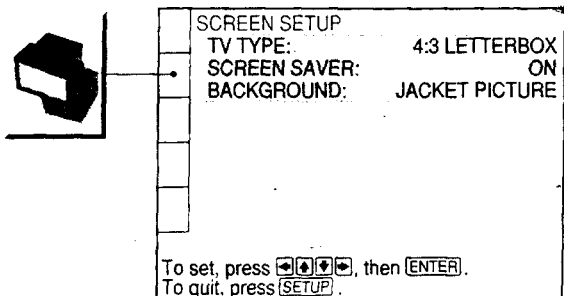 SCREEN SETUP
TV TYPE: 4:3 LETTERBOX
SCREEN SAVER: ON
BACKGROUND: JACKET PICTURE
To set, press ←↑↓→, then ENTER.
To quit, press SETUP.